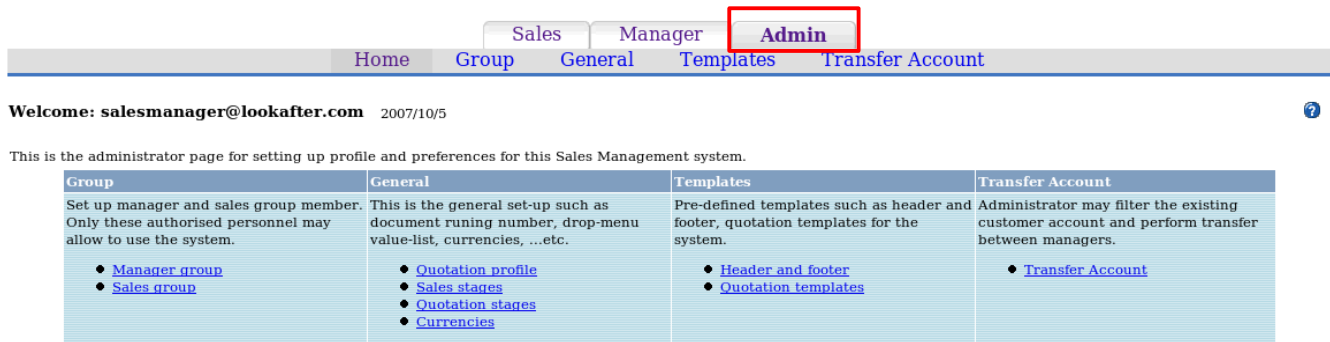 Sales Manager Admin
Home Group General Templates Transfer Account
Welcome: salesmanager@lookafter.com 2007/10/5
?
This is the administrator page for setting up profile and preferences for this Sales Management system.
Group
Set up manager and sales group member.
Only these authorised personnel may
allow to use the system.
Manager group
Sales group
General
This is the general set-up such as
document runing number, drop-menu
value-list, currencies, ...etc.
Quotation profile
Sales stages
Quotation stages
Currencies
Templates
Pre-defined templates such as header and
footer, quotation templates for the
system.
Header and footer
Quotation templates
Transfer Account
Administrator may filter the existing
customer account and perform transfer
between managers.
Transfer Account